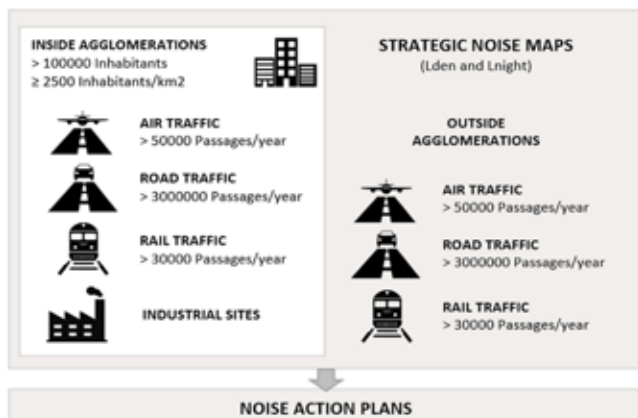 INSIDE AGGLOMERATIONS
> 100000 Inhabitants
≥ 2500 Inhabitants/km2
AIR TRAFFIC
> 50000 Passages/year
ROAD TRAFFIC
> 3000000 Passages/year
RAIL TRAFFIC
> 30000 Passages/year
INDUSTRIAL SITES
STRATEGIC NOISE MAPS
(Lden and Lnight)
OUTSIDE
AGGLOMERATIONS
AIR TRAFFIC
> 50000 Passages/year
ROAD TRAFFIC
> 3000000 Passages/year
RAIL TRAFFIC
> 30000 Passages/year
NOISE ACTION PLANS